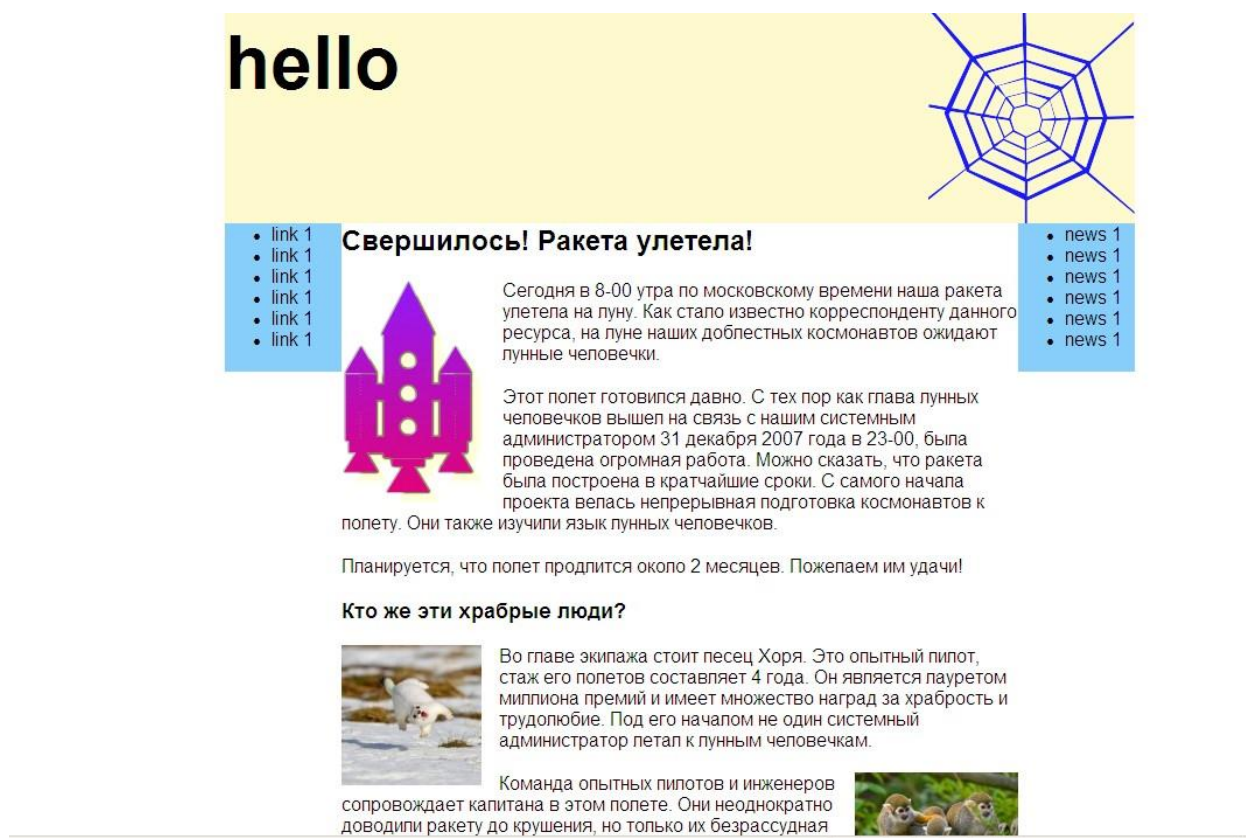 hello
link 1
link 1
link 1
link 1
link 1
link 1
Свершилось! Ракета улетела!
Сегодня в 8-00 утра по московскому времени наша ракета
улетела на луну. Как стало известно корреспонденту данного
ресурса, на луне наших доблестных космонавтов ожидают
лунные человечки.
Этот полет готовился давно. С тех пор как глава лунных
человечков вышел на связь с нашим системным
администратором 31 декабря 2007 года в 23-00, была
проведена огромная работа. Можно сказать, что ракета
была построена в кратчайшие сроки. С самого начала
проекта велась непрерывная подготовка космонавтов к
полету. Они также изучили язык лунных человечков.
Планируется, что полет продлится около 2 месяцев. Пожелаем им удачи!
Кто же эти храбрые люди?
Во главе экипажа стоит песец Хоря. Это опытный пилот,
стаж его полетов составляет 4 года. Он является лауретом
миллиона премий и имеет множество наград за храбрость и
трудолюбие. Под его началом не один системный
администратор летал к лунным человечкам.
Команда опытных пилотов и инженеров
сопровождает капитана в этом полете. Они неоднократно
доводили ракету до крушения, но только их безрассудная
news 1
news 1
news 1
news 1
news 1
news 1